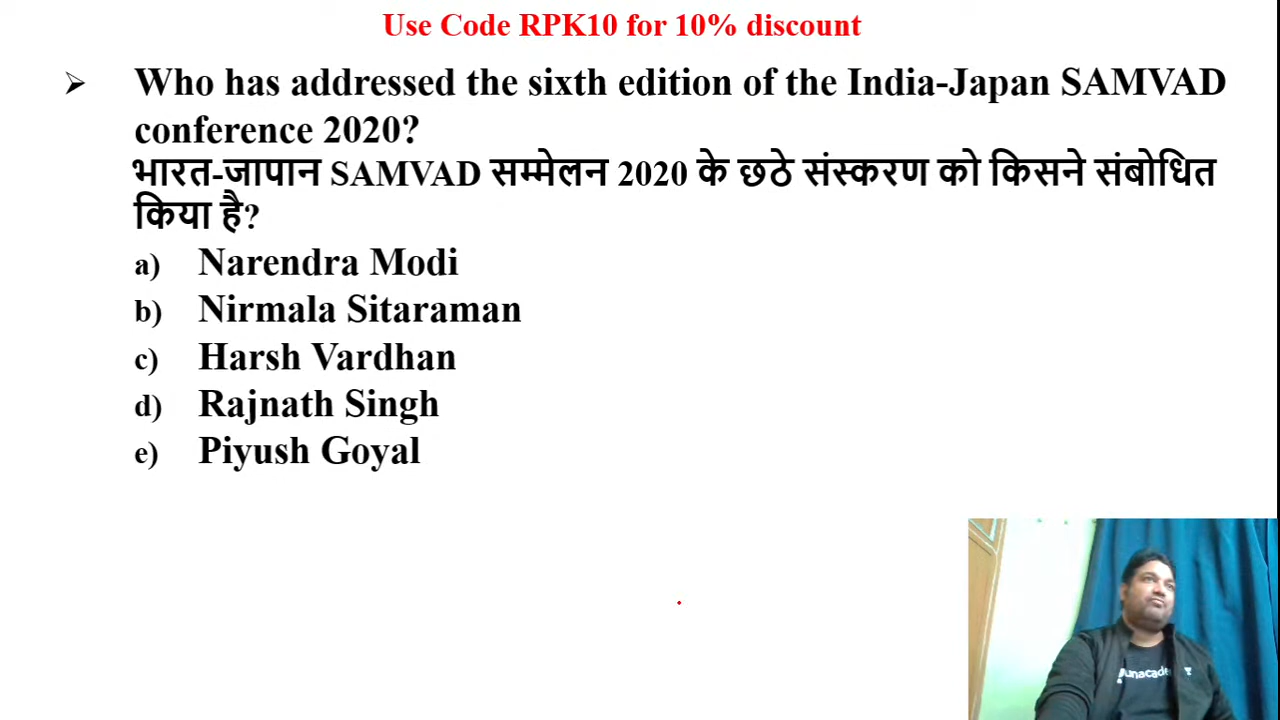 Use Code RPK10 for 10% discount
➢ Who has addressed the sixth edition of the India-Japan SAMVAD
conference 2020?
भारत-जापान SAMVAD सम्मेलन 2020 के छठे संस्करण को किसने संबोधित
किया है?
a) Narendra Modi
b) Nirmala Sitaraman
c) Harsh Vardhan
d) Rajnath Singh
e) Piyush Goyal